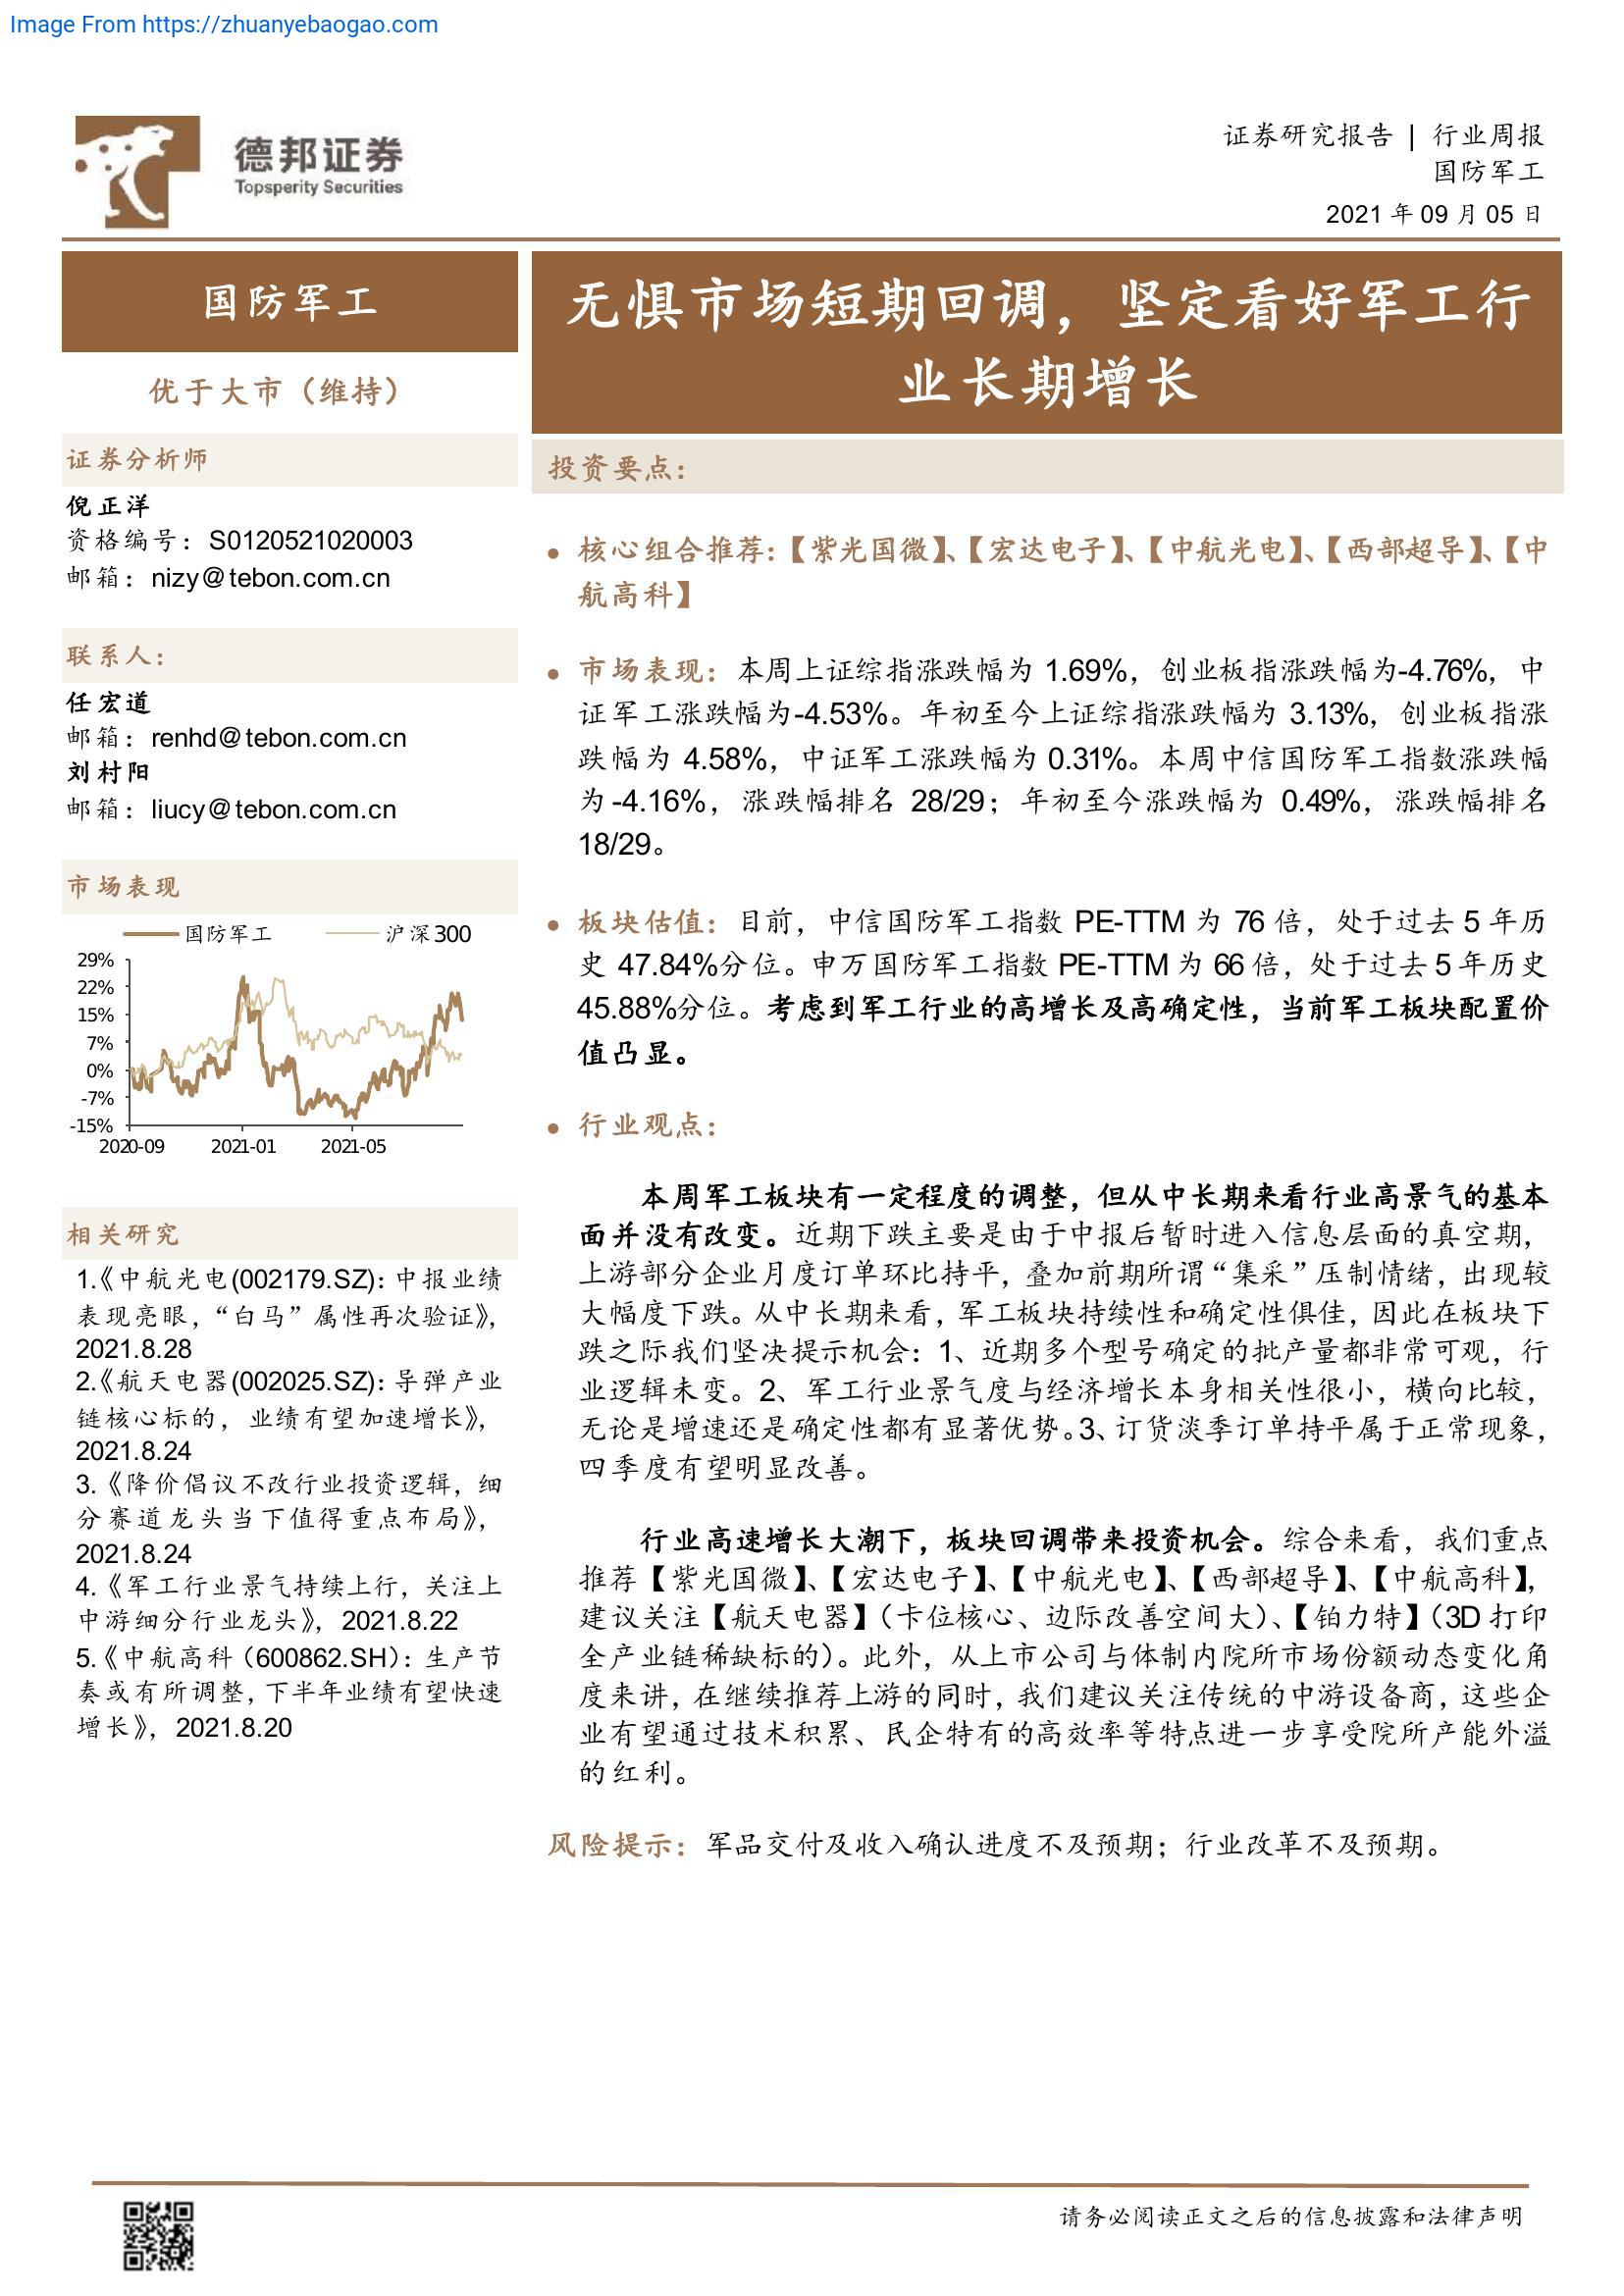 Image From https://zhuanyebaogao.com
德邦证券
Topsperity Securities
证券研究报告 | 行业周报
国防军工
2021 年 09 月 05 日
国防军工
优于大市（维持）
证券分析师
倪正洋
资格编号：S0120521020003
邮箱：nizy@tebon.com.cn
联系人：
任宏道
邮箱：renhd@tebon.com.cn
刘村阳
邮箱：liucy@tebon.com.cn
市场表现
国防军工 沪深300
29%
22%
15%
7%
0%
-7%
-15%
2020-09 2021-01 2021-05
相关研究
1.《中航光电(002179.SZ)：中报业绩
表现亮眼，“白马”属性再次验证》，
2021.8.28
2.《航天电器(002025.SZ)：导弹产业
链核心标的，业绩有望加速增长》，
2021.8.24
3.《降价倡议不改行业投资逻辑，细
分赛道龙头当下值得重点布局》，
2021.8.24
4.《军工行业景气持续上行，关注上
中游细分行业龙头》，2021.8.22
5.《中航高科（600862.SH）：生产节
奏或有所调整，下半年业绩有望快速
增长》，2021.8.20
无惧市场短期回调，坚定看好军工行
业长期增长
投资要点：
● 核心组合推荐：【紫光国微】、【宏达电子】、【中航光电】、【西部超导】、【中
航高科】
● 市场表现：本周上证综指涨跌幅为 1.69%，创业板指涨跌幅为-4.76%，中
证军工涨跌幅为-4.53%。年初至今上证综指涨跌幅为 3.13%，创业板指涨
跌幅为 4.58%，中证军工涨跌幅为 0.31%。本周中信国防军工指数涨跌幅
为-4.16%，涨跌幅排名 28/29；年初至今涨跌幅为 0.49%，涨跌幅排名
18/29。
● 板块估值：目前，中信国防军工指数 PE-TTM 为 76 倍，处于过去 5 年历
史 47.84%分位。申万国防军工指数 PE-TTM 为 66 倍，处于过去 5 年历史
45.88%分位。考虑到军工行业的高增长及高确定性，当前军工板块配置价
值凸显。
● 行业观点：
本周军工板块有一定程度的调整，但从中长期来看行业高景气的基本
面并没有改变。近期下跌主要是由于中报后暂时进入信息层面的真空期，
上游部分企业月度订单环比持平，叠加前期所谓“集采”压制情绪，出现较
大幅度下跌。从中长期来看，军工板块持续性和确定性俱佳，因此在板块下
跌之际我们坚决提示机会：1、近期多个型号确定的批产量都非常可观，行
业逻辑未变。2、军工行业景气度与经济增长本身相关性很小，横向比较，
无论是增速还是确定性都有显著优势。3、订货淡季订单持平属于正常现象，
四季度有望明显改善。
行业高速增长大潮下，板块回调带来投资机会。综合来看，我们重点
推荐【紫光国微】、【宏达电子】、【中航光电】、【西部超导】、【中航高科】，
建议关注【航天电器】（卡位核心、边际改善空间大）、【铂力特】（3D 打印
全产业链稀缺标的）。此外，从上市公司与体制内院所市场份额动态变化角
度来讲，在继续推荐上游的同时，我们建议关注传统的中游设备商，这些企
业有望通过技术积累、民企特有的高效率等特点进一步享受院所产能外溢
的红利。
风险提示：军品交付及收入确认进度不及预期；行业改革不及预期。
请务必阅读正文之后的信息披露和法律声明